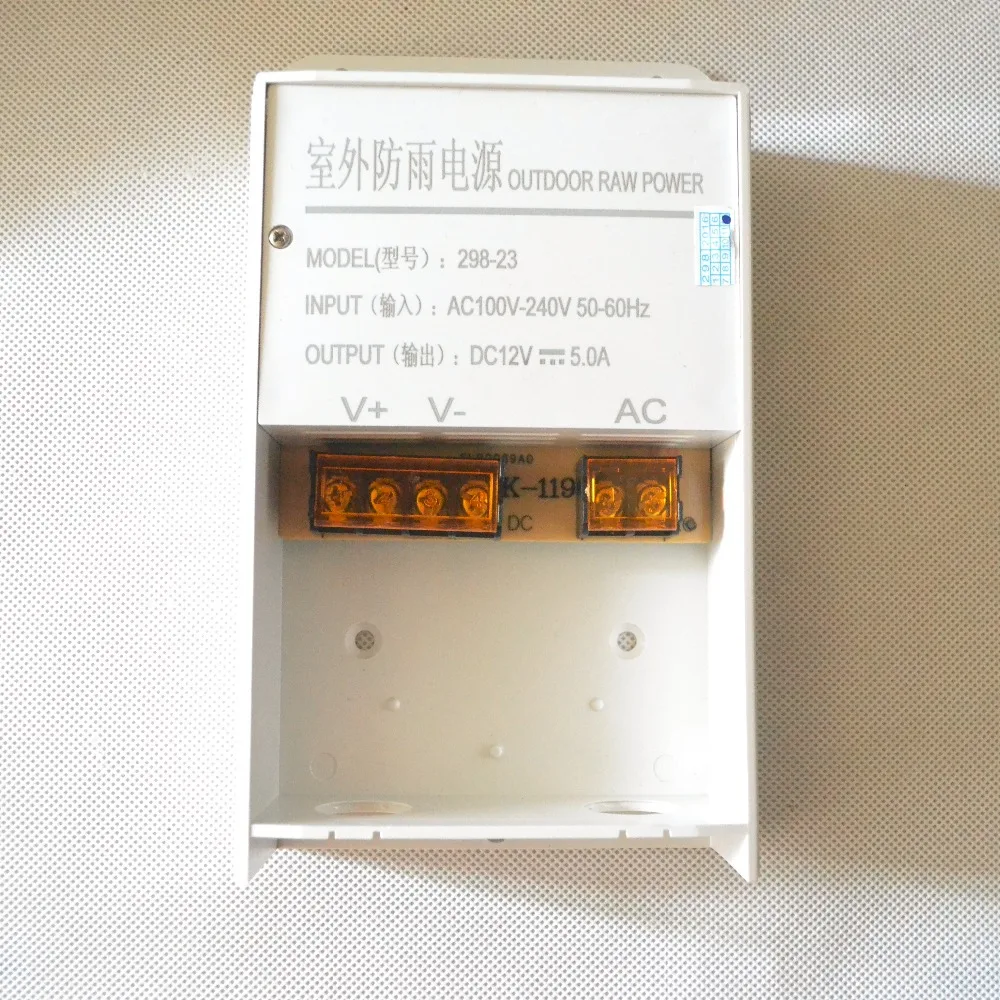 室外防雨电源 OUTDOOR RAW POWER
MODEL(型号)：298-23
INPUT（输入）：AC100V-240V 50-60Hz
OUTPUT（输出）：DC12V 5.0A
V+ V- AC
K-119
DC